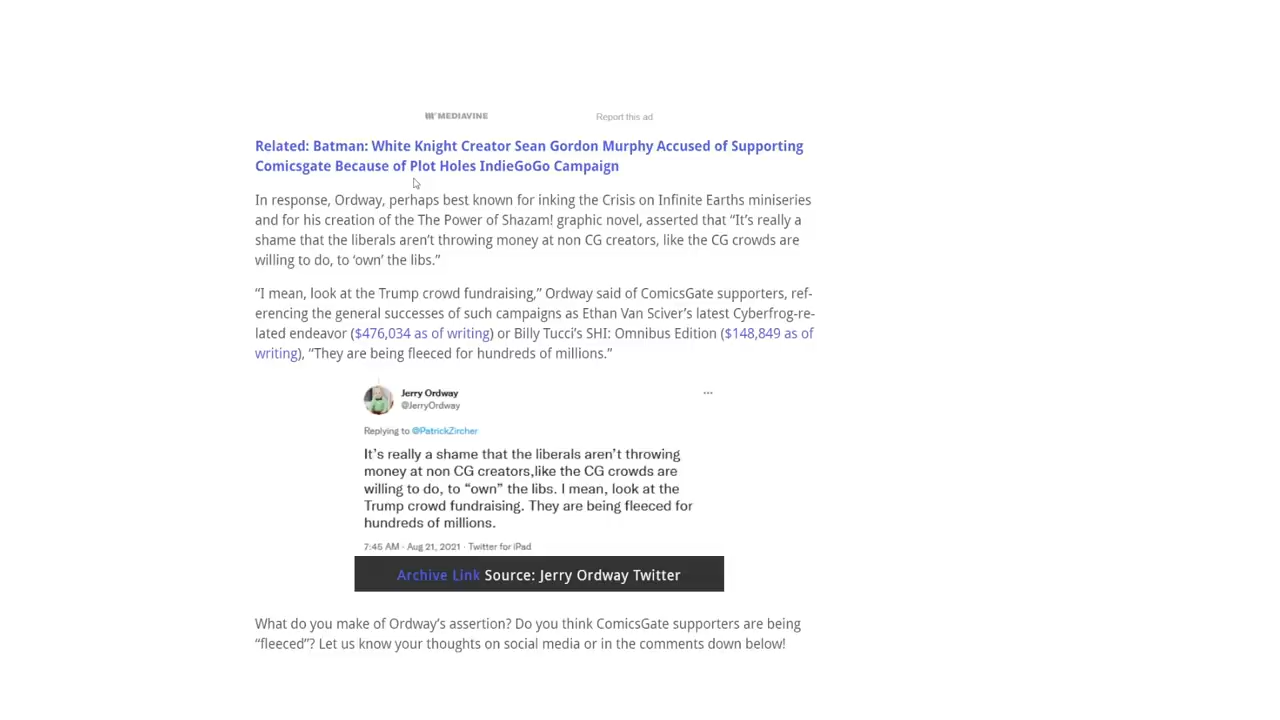 MEDIAVINE
Report this ad
Related: Batman: White Knight Creator Sean Gordon Murphy Accused of Supporting
Comicsgate Because of Plot Holes IndieGoGo Campaign
In response, Ordway, perhaps best known for inking the Crisis on Infinite Earths miniseries
and for his creation of the The Power of Shazam! graphic novel, asserted that “It’s really a
shame that the liberals aren’t throwing money at non CG creators, like the CG crowds are
willing to do, to ‘own’ the libs.”
“I mean, look at the Trump crowd fundraising,” Ordway said of ComicsGate supporters, ref-
erencing the general successes of such campaigns as Ethan Van Sciver’s latest Cyberfrog-re-
lated endeavor ($476,034 as of writing) or Billy Tucci’s SHI: Omnibus Edition ($148,849 as of
writing), “They are being fleeced for hundreds of millions.”
Jerry Ordway
@JerryOrdway
Replying to @PatrickZircher
It’s really a shame that the liberals aren’t throwing
money at non CG creators,like the CG crowds are
willing to do, to “own” the libs. I mean, look at the
Trump crowd fundraising. They are being fleeced for
hundreds of millions.
7:45 AM · Aug 21, 2021 · Twitter for iPad
Archive Link Source: Jerry Ordway Twitter
What do you make of Ordway’s assertion? Do you think ComicsGate supporters are being
“fleeced”? Let us know your thoughts on social media or in the comments down below!